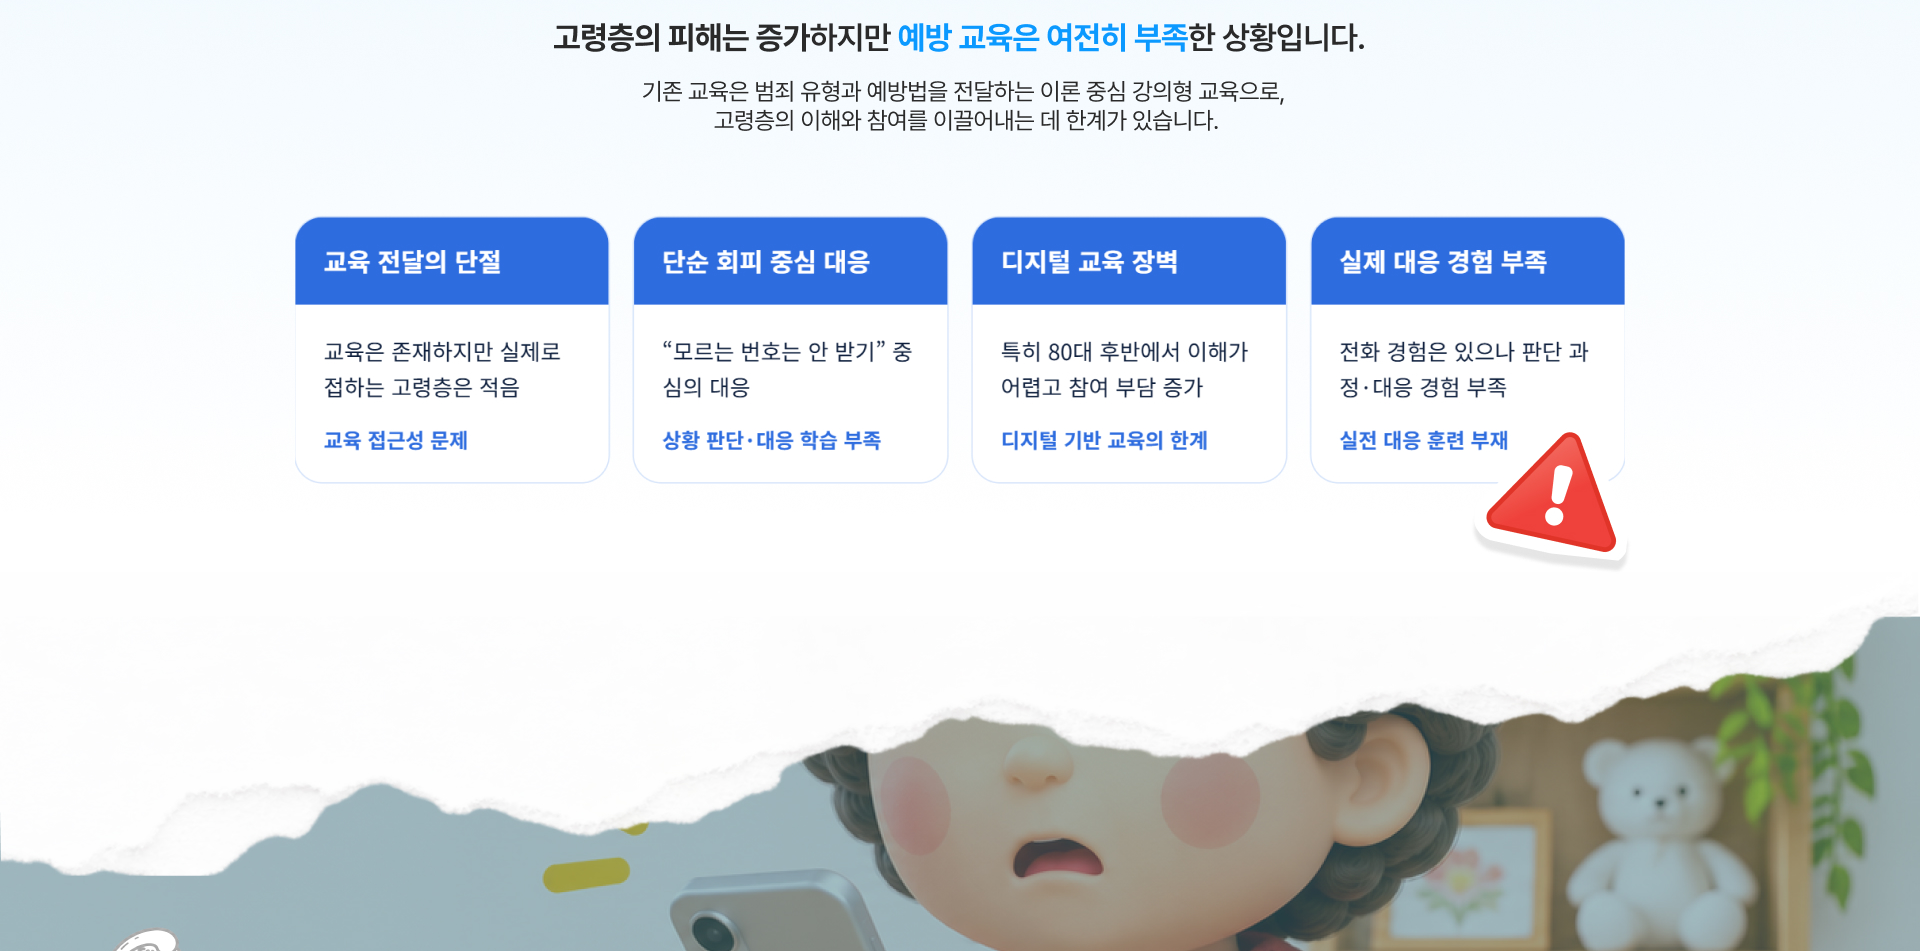 고령층의 피해는 증가하지만 예방 교육은 여전히 부족한 상황입니다.
기존 교육은 범죄 유형과 예방법을 전달하는 이론 중심 강의형 교육으로,
고령층의 이해와 참여를 이끌어내는 데 한계가 있습니다.
교육 전달의 단절
교육은 존재하지만 실제로
접하는 고령층은 적음
교육 접근성 문제
단순 회피 중심 대응
“모르는 번호는 안 받기” 중
심의 대응
상황 판단·대응 학습 부족
디지털 교육 장벽
특히 80대 후반에서 이해가
어렵고 참여 부담 증가
디지털 기반 교육의 한계
실제 대응 경험 부족
전화 경험은 있으나 판단 과
정·대응 경험 부족
실전 대응 훈련 부재